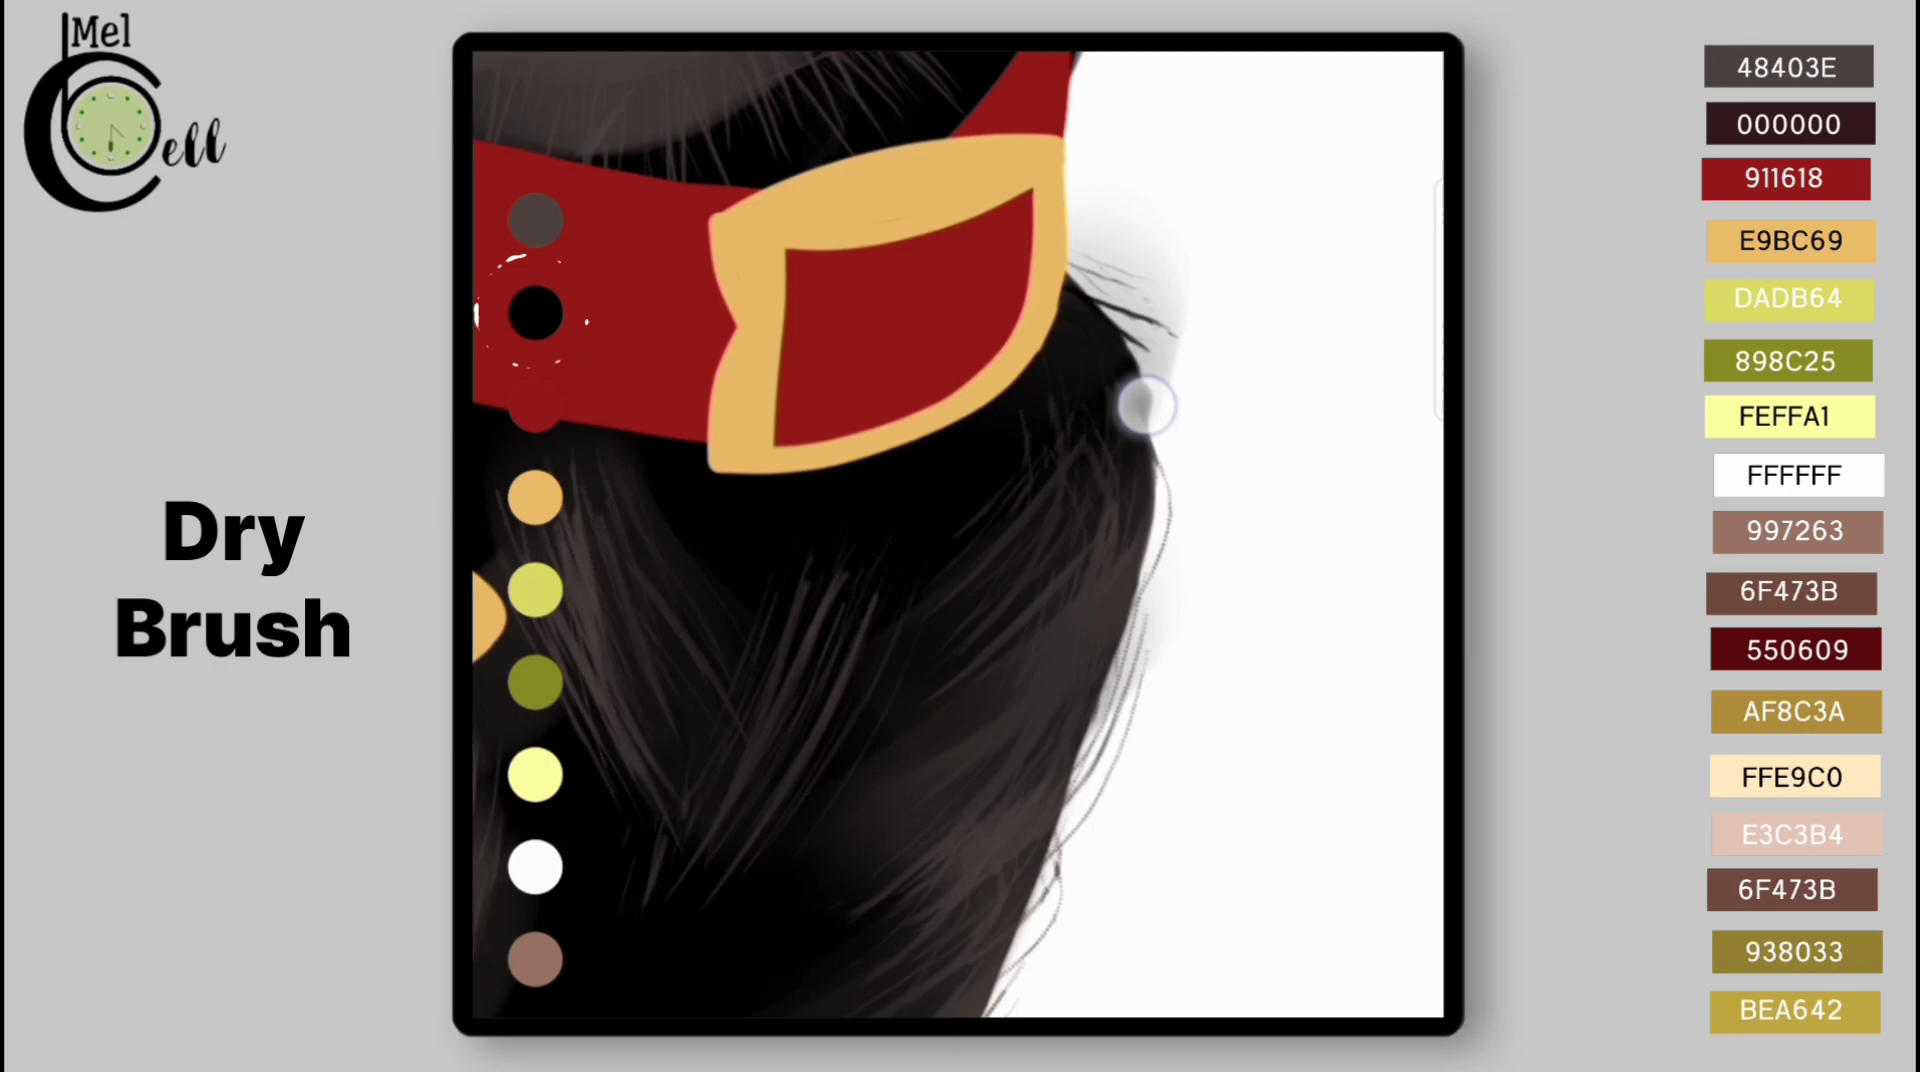 Mel
Cell
Dry
Brush
48403E
000000
911618
E9BC69
DADB64
898C25
FEFFA1
FFFFFF
997263
6F473B
550609
AF8C3A
FFE9C0
E3C3B4
6F473B
938033
BEA642